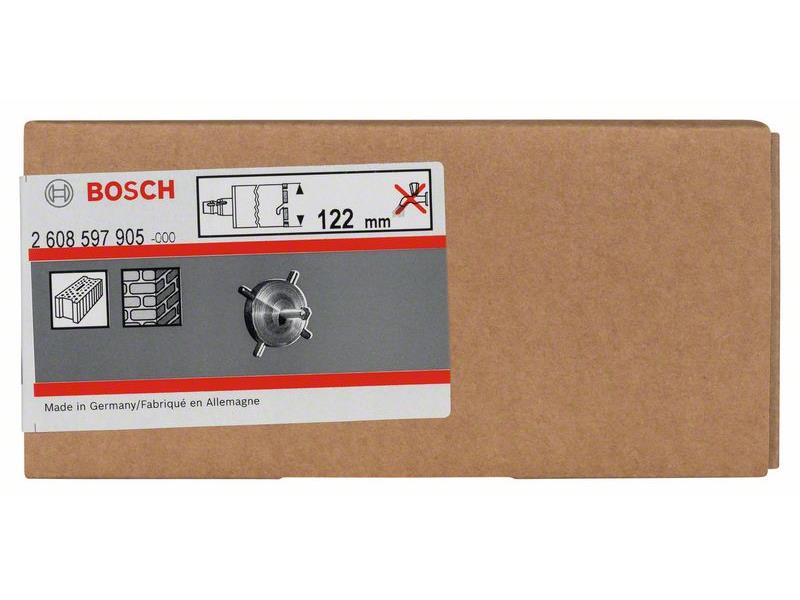 BOSCH
122 mm
2 608 597 905 -000
Made in Germany/Fabriqué en Allemagne